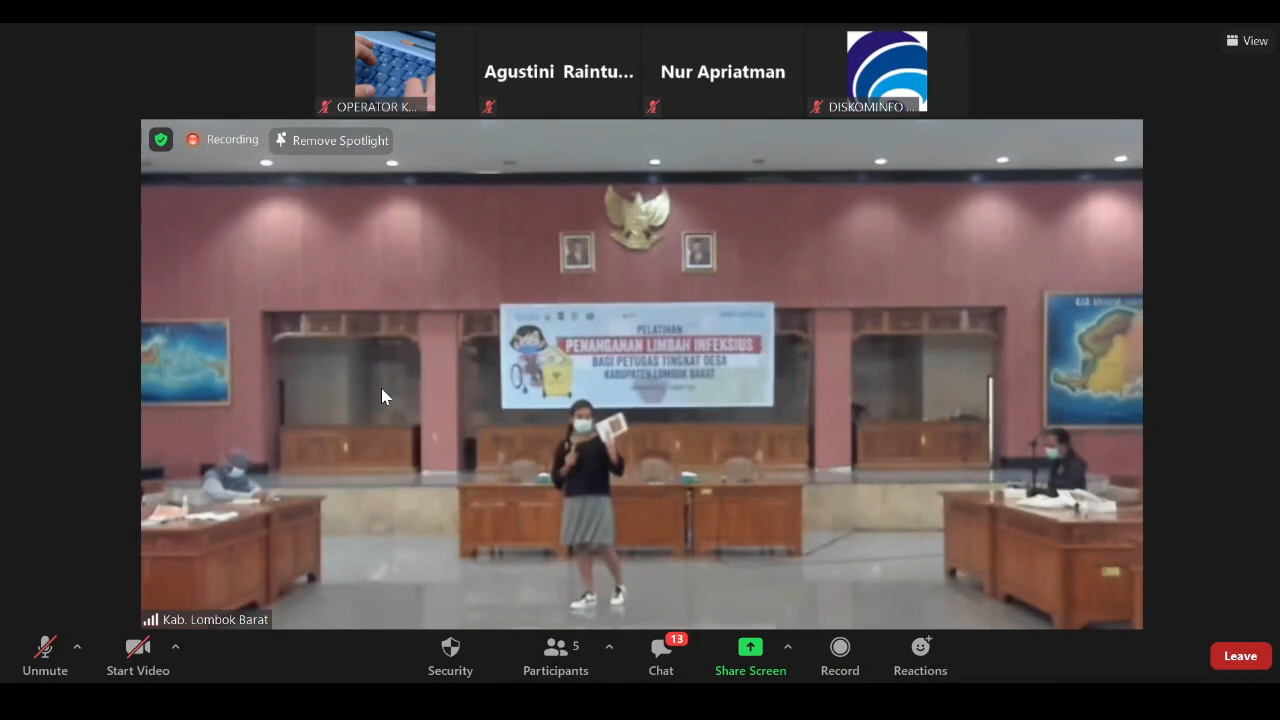 View
OPERATOR K...
Agustini Raintu...
Nur Apriatman
DISKOMINFO ...
Recording
Remove Spotlight
PELATIHAN
PENANGANAN LIMBAH INFEKSIUS
BAGI PETUGAS TINGKAT DESA
KABUPATEN LOMBOK BARAT
Kab. Lombok Barat
Unmute
Start Video
Security
Participants
5
Chat
13
Share Screen
Record
Reactions
Leave